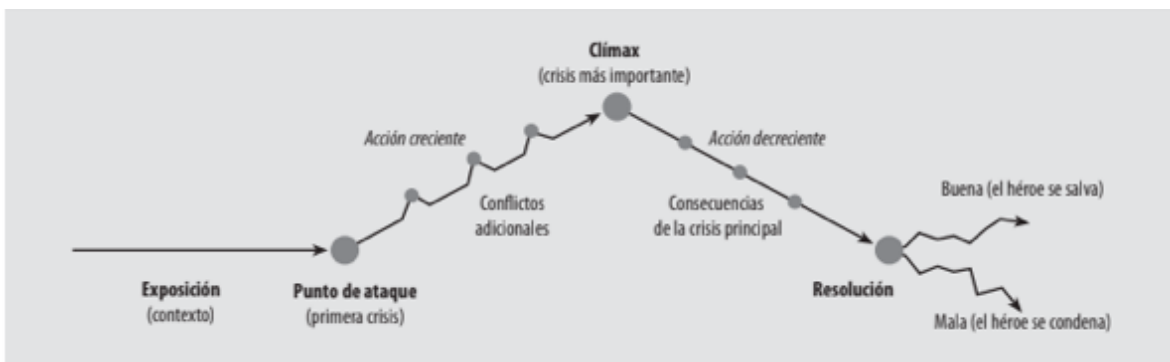 Clímax
(crisis más importante)
Acción creciente
Acción decreciente
Conflictos
adicionales
Consecuencias
de la crisis principal
Buena (el héroe se salva)
Exposición
(contexto)
Punto de ataque
(primera crisis)
Resolución
Mala (el héroe se condena)